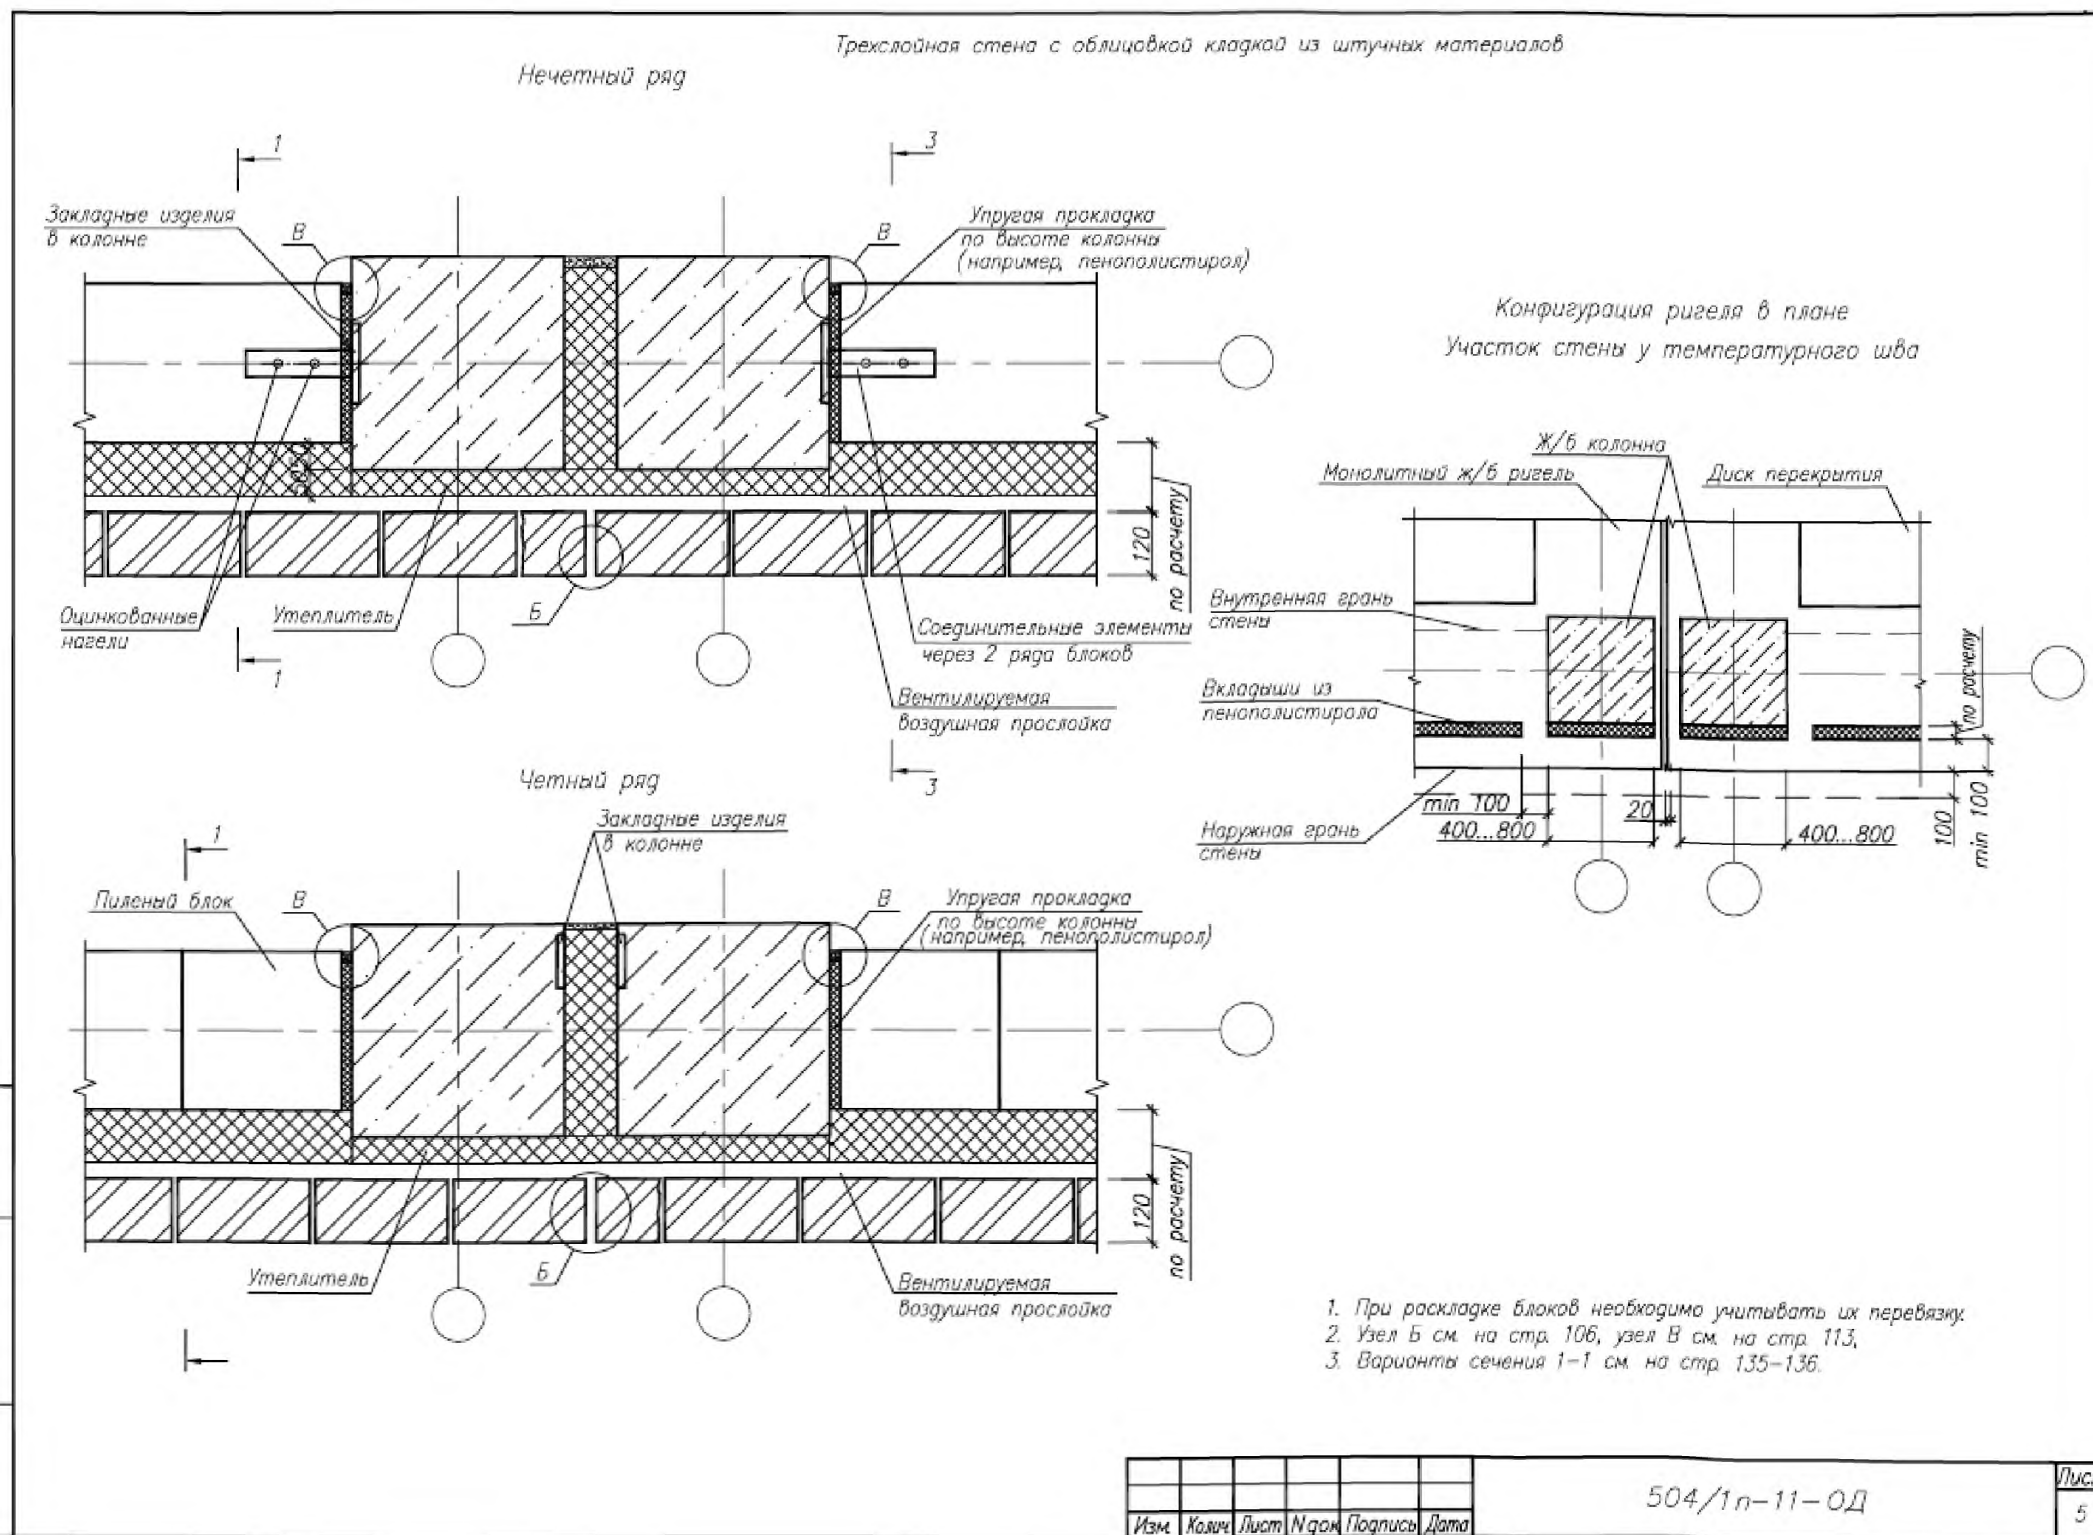 Трехслойная стена с облицовкой кладкой из штучных материалов
Нечетный ряд
1
3
Закладные изделия
в колонне
В
В
Упругая прокладка
по высоте колонны
(например, пенополистирол)
50
50
120
по расчету
Оцинкованные
нагели
Утеплитель
Б
Соединительные элементы
через 2 ряда блоков
1
Вентилируемая
воздушная прослойка
3
Конфигурация ригеля в плане
Участок стены у температурного шва
Ж/б колонна
Монолитный ж/б ригель
Диск перекрытия
Внутренняя грань
стены
Вкладыши из
пенополистирола
по расчету
min 100
20
100
min 100
400...800
400...800
Наружная грань
стены
Четный ряд
1
Закладные изделия
в колонне
Пиленый блок
В
В
Упругая прокладка
по высоте колонны
(например, пенополистирол)
120
по расчету
Утеплитель
Б
Вентилируемая
воздушная прослойка
1. При раскладке блоков необходимо учитывать их перевязку.
2. Узел Б см. на стр. 106, узел В см. на стр. 113,
3. Варианты сечения 1-1 см. на стр. 135-136.
504/1п-11-ОД
5
Изм. Колич Лист N док Подпись Дата